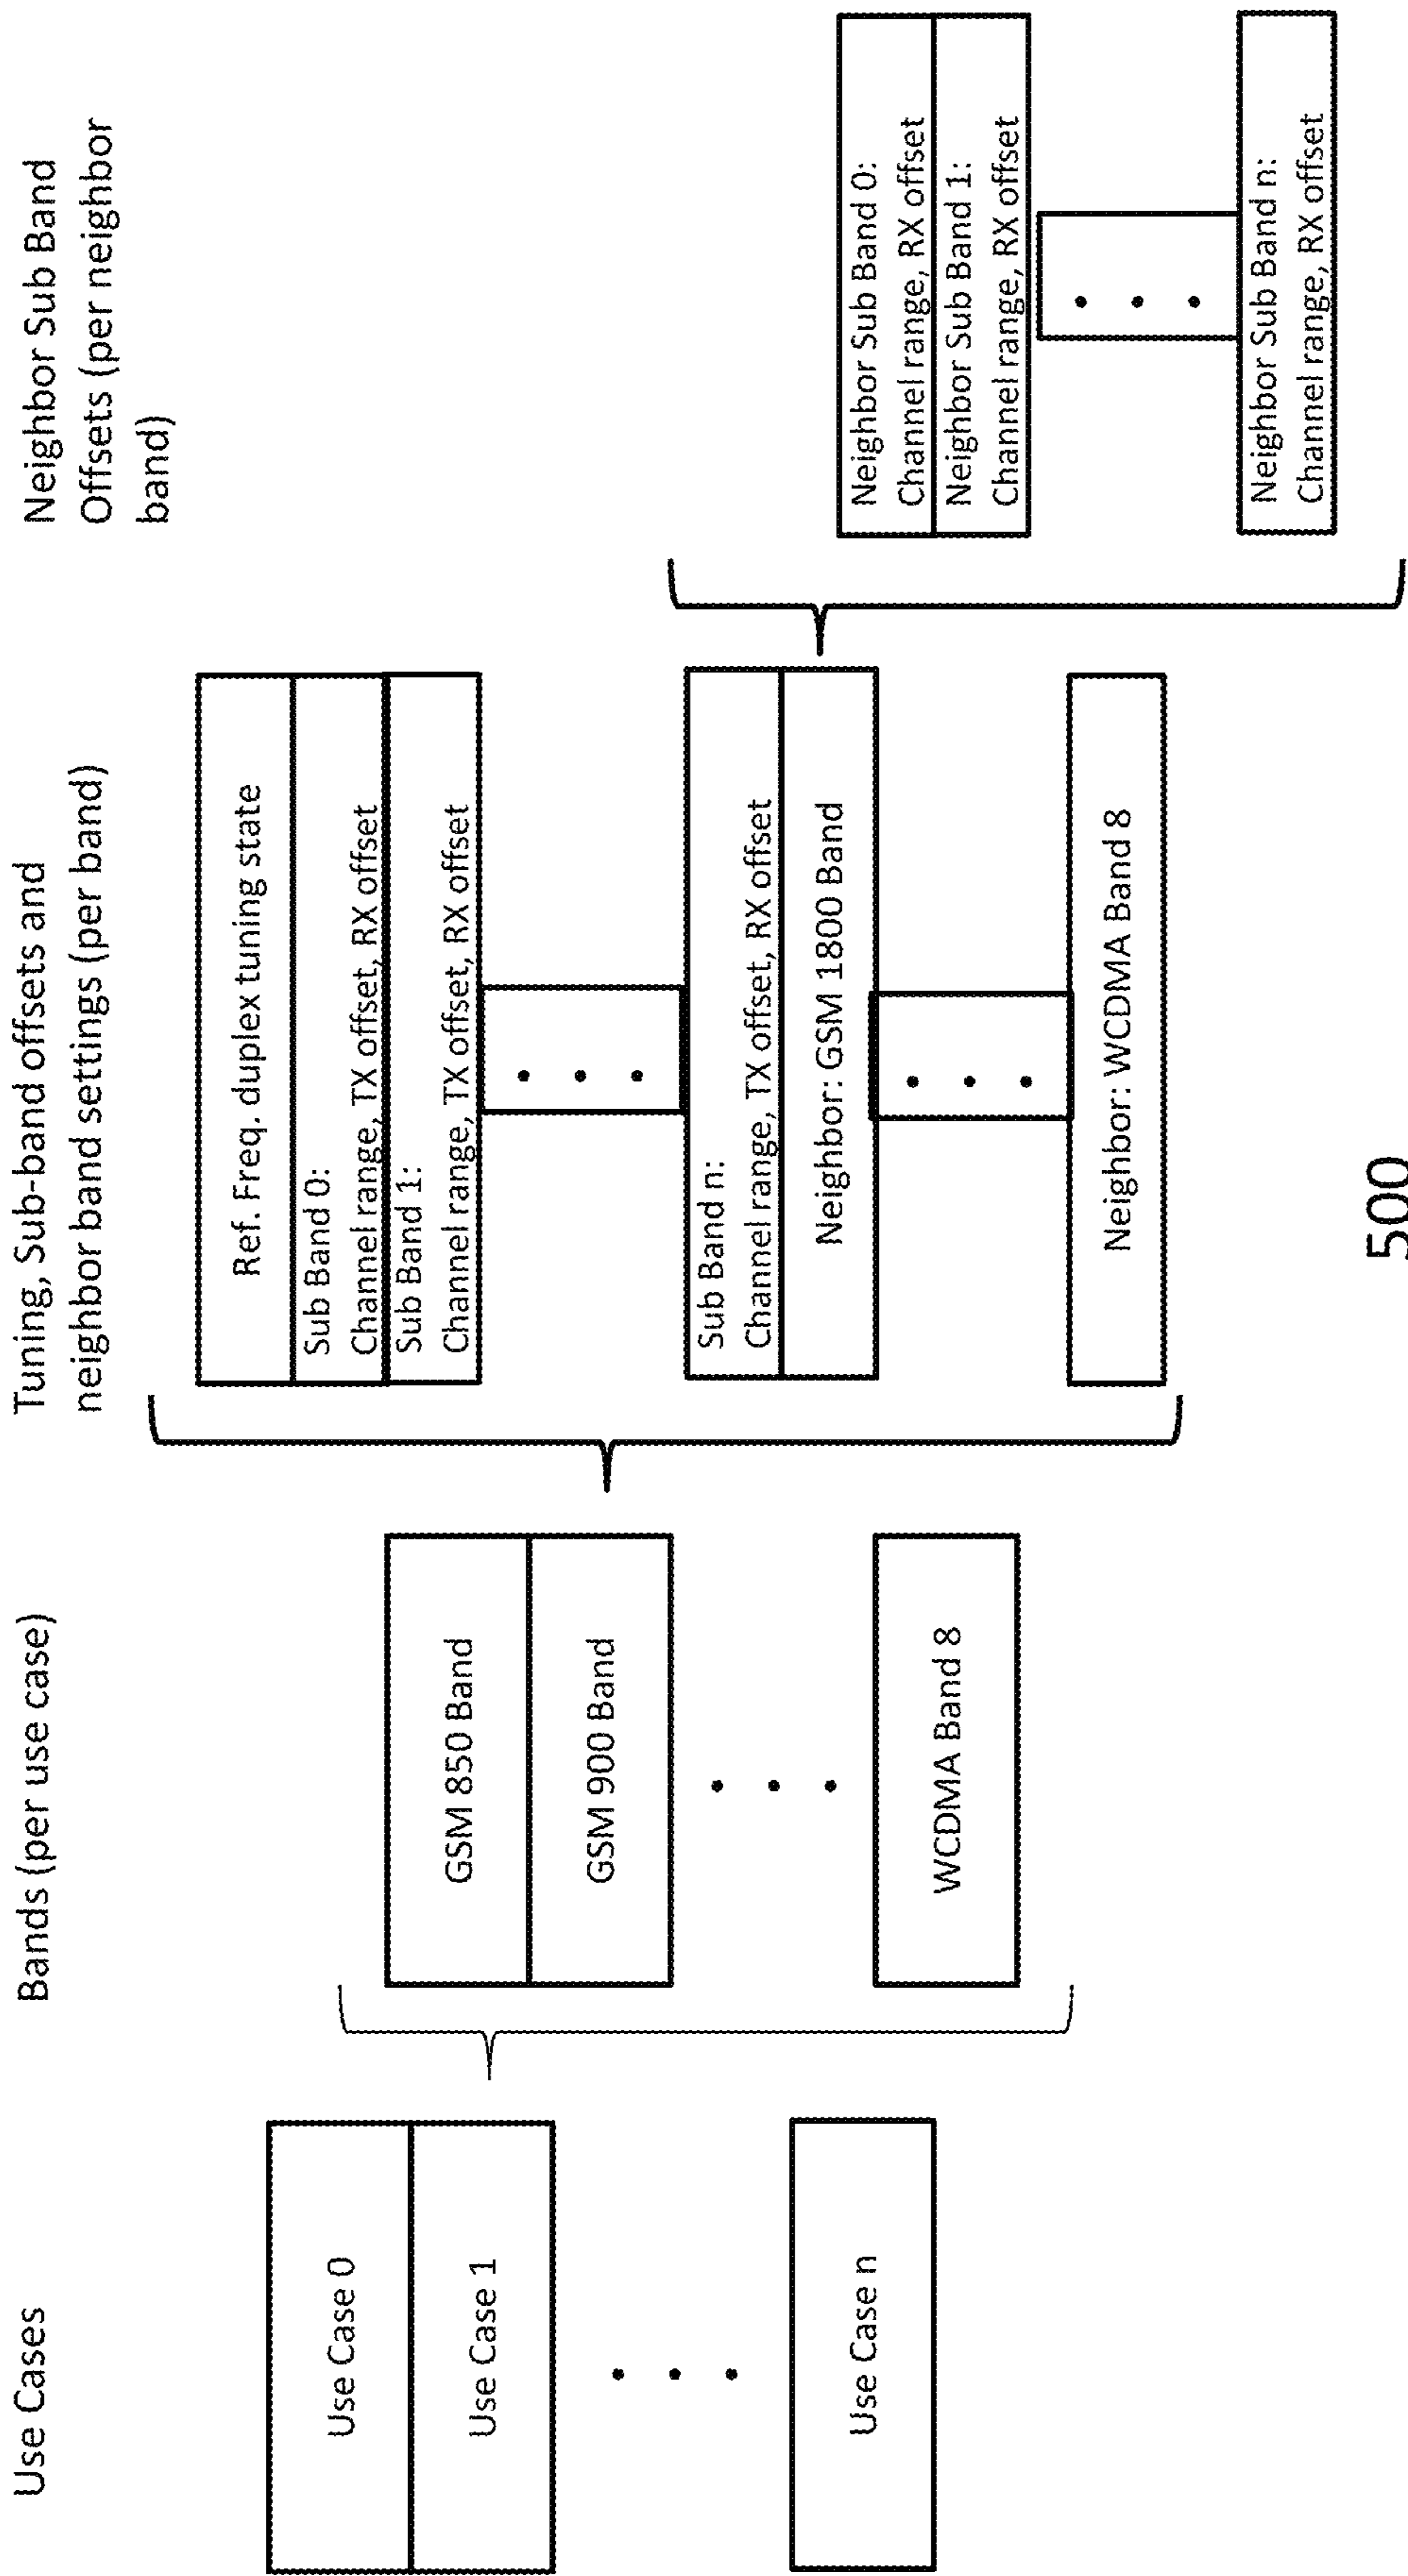 Use Cases
Use Case 0
Use Case 1
Use Case n
Bands (per use case)
GSM 850 Band
GSM 900 Band
WCDMA Band 8
Tuning, Sub-band offsets and
neighbor band settings (per band)
Ref. Freq. duplex tuning state
Sub Band 0:
Channel range, TX offset, RX offset
Sub Band 1:
Channel range, TX offset, RX offset
Sub Band n:
Channel range, TX offset, RX offset
Neighbor: GSM 1800 Band
Neighbor: WCDMA Band 8
Neighbor Sub Band
Offsets (per neighbor
band)
Neighbor Sub Band 0:
Channel range, RX offset
Neighbor Sub Band 1:
Channel range, RX offset
Neighbor Sub Band n:
Channel range, RX offset
500